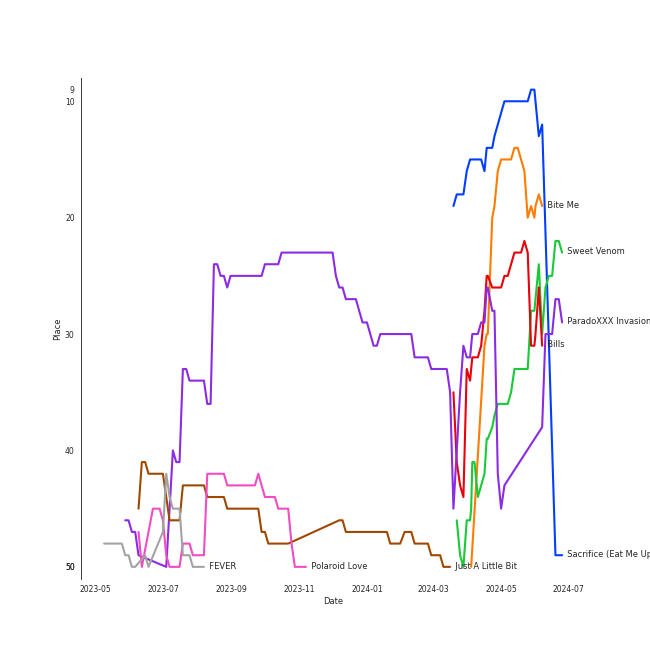 9
10
20
Bite Me
Sweet Venom
ParadoXXX Invasion
30
Bills
Place
40
Sacrifice (Eat Me Up
50
FEVER
Polaroid Love
Just A Little Bit
2023-05
2023-07
2023-09
2023-11
2024-01
2024-03
2024-05
2024-07
Date